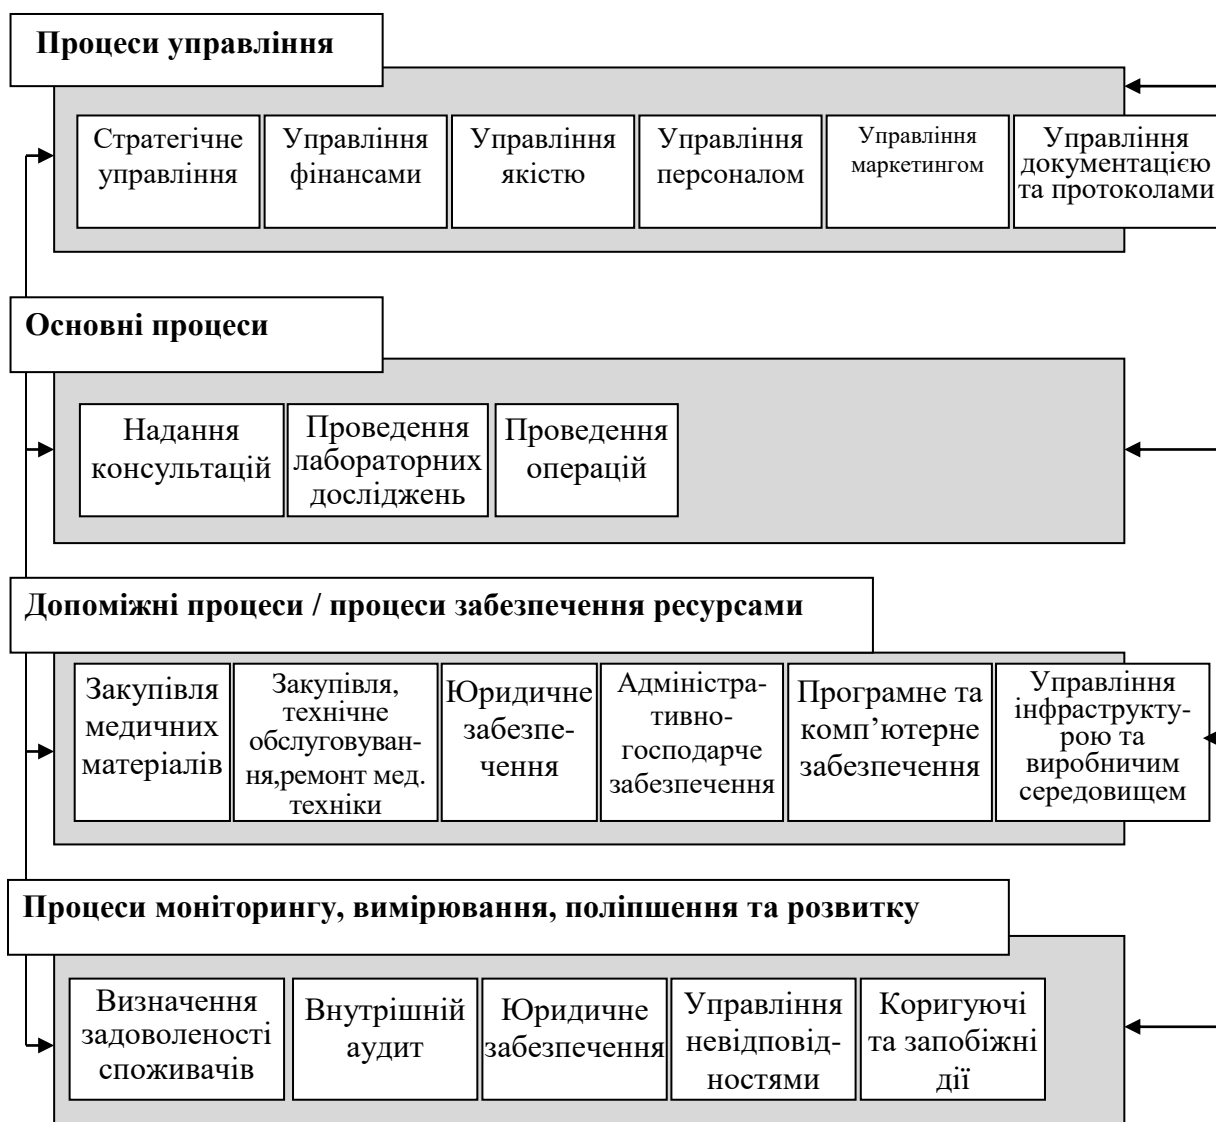 Процеси управління
Стратегічне
управління
Управління
фінансами
Управління
якістю
Управління
персоналом
Управління
маркетингом
Управління
документацією
та протоколами
Основні процеси
Надання
консультацій
Проведення
лабораторних
досліджень
Проведення
операцій
Допоміжні процеси / процеси забезпечення ресурсами
Закупівля
медичних
матеріалів
Закупівля,
технічне
обслуговуван-
ня,ремонт мед.
техніки
Юридичне
забезпе-
чення
Адміністра-
тивно-
господарче
забезпечення
Програмне та
комп’ютерне
забезпечення
Управління
інфраструкту-
рою та
виробничим
середовищем
Процеси моніторингу, вимірювання, поліпшення та розвитку
Визначення
задоволеності
споживачів
Внутрішній
аудит
Юридичне
забезпечення
Управління
невідповід-
ностями
Коригуючі
та запобіжні
дії